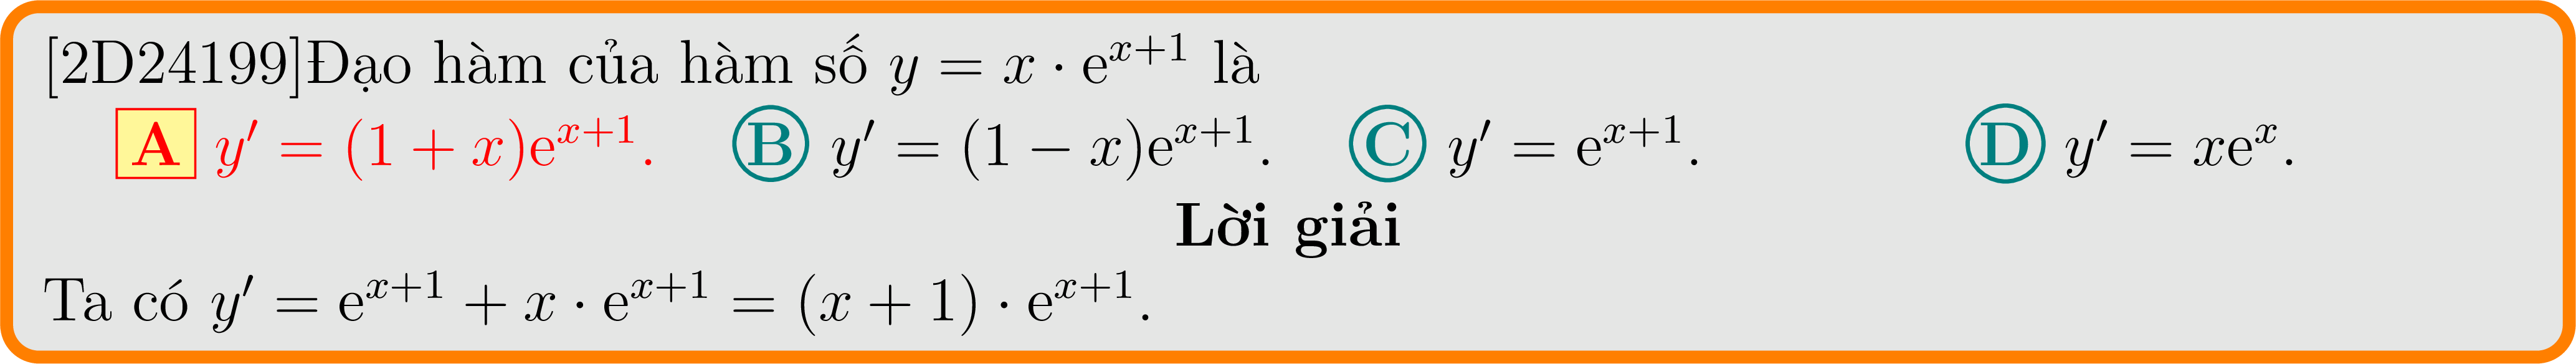 [2D24199]Đạo hàm của hàm số $y = x \cdot \mathrm{e}^{x+1}$ là
A $y' = (1 + x)\mathrm{e}^{x+1}.$ B $y' = (1 - x)\mathrm{e}^{x+1}.$ C $y' = \mathrm{e}^{x+1}.$ D $y' = x\mathrm{e}^{x}.$
Lời giải
Ta có $y' = \mathrm{e}^{x+1} + x \cdot \mathrm{e}^{x+1} = (x + 1) \cdot \mathrm{e}^{x+1}.$